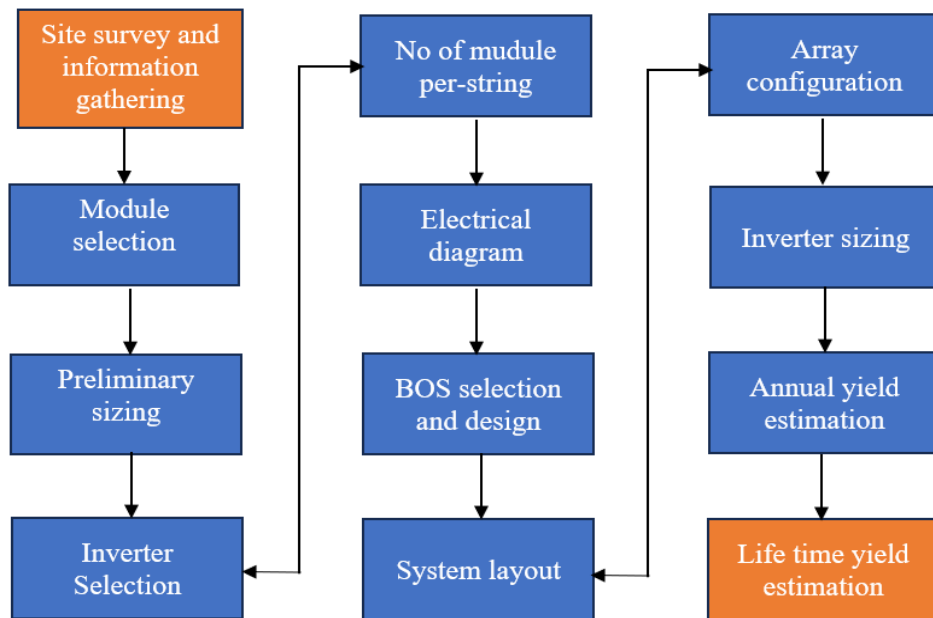 Site survey and
information
gathering
Module
selection
Preliminary
sizing
Inverter
Selection
No of mudule
per-string
Electrical
diagram
BOS selection
and design
System layout
Array
configuration
Inverter sizing
Annual yield
estimation
Life time yield
estimation